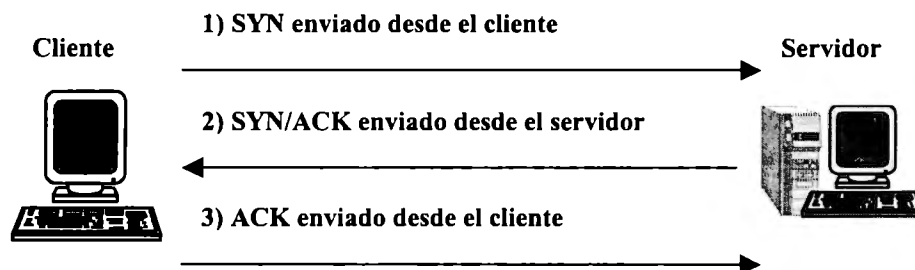 1) SYN enviado desde el cliente
Cliente
Servidor
2) SYN/ACK enviado desde el servidor
3) ACK enviado desde el cliente